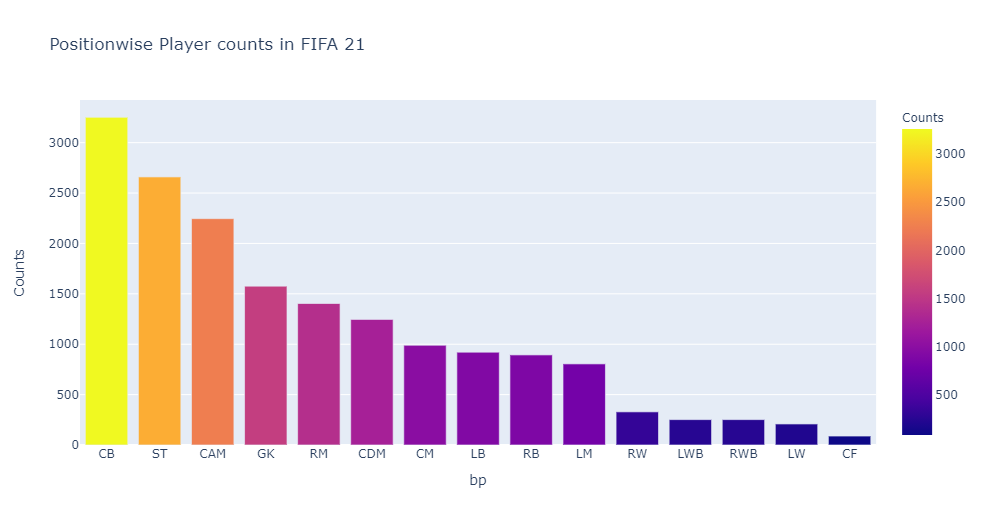 Positionwise Player counts in FIFA 21
Counts
3000
2500
2000
1500
1000
500
0
CB ST CAM GK RM CDM CM LB RB LM RW LWB RWB LW CF
bp
Counts
3000
2500
2000
1500
1000
500